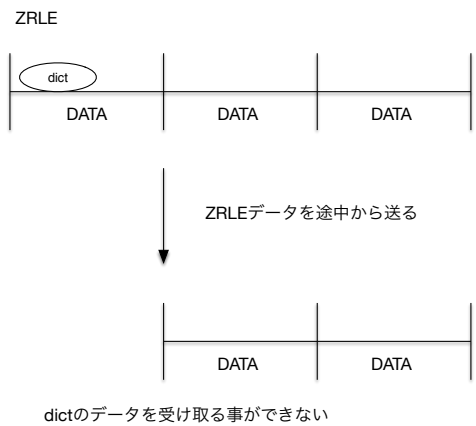 ZRLE
dict
DATA DATA DATA
ZRLEデータを途中から送る
DATA DATA
dictのデータを受け取る事ができない